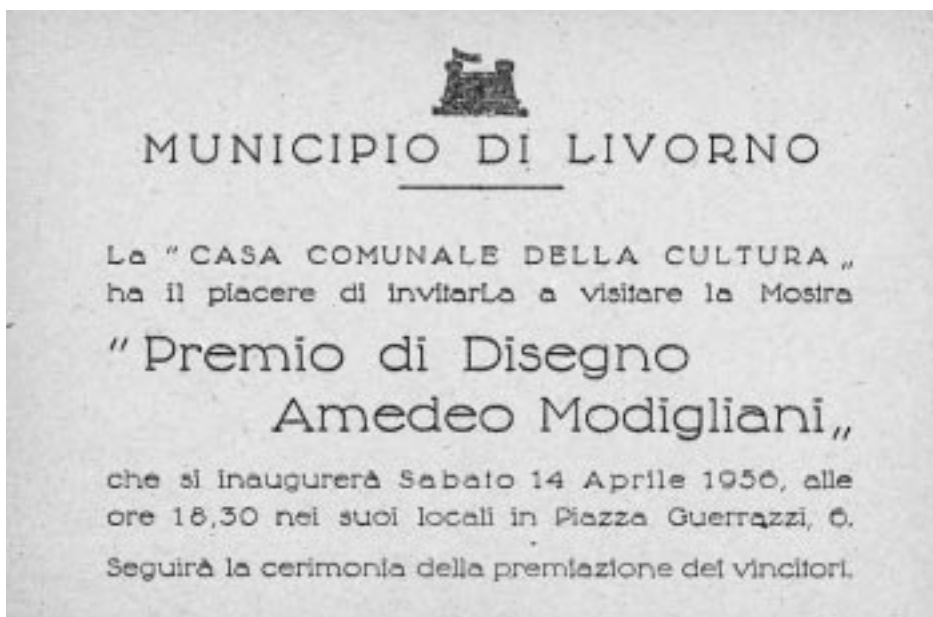 MUNICIPIO DI LIVORNO
La "CASA COMUNALE DELLA CULTURA„
ha il piacere di invitarLa a visitare la Mostra
"Premio di Disegno
Amedeo Modigliani„
che si inaugurerà Sabato 14 Aprile 1956, alle
ore 18,30 nei suoi locali in Piazza Guerrazzi, 6.
Seguirà la cerimonia della premiazione dei vincitori.